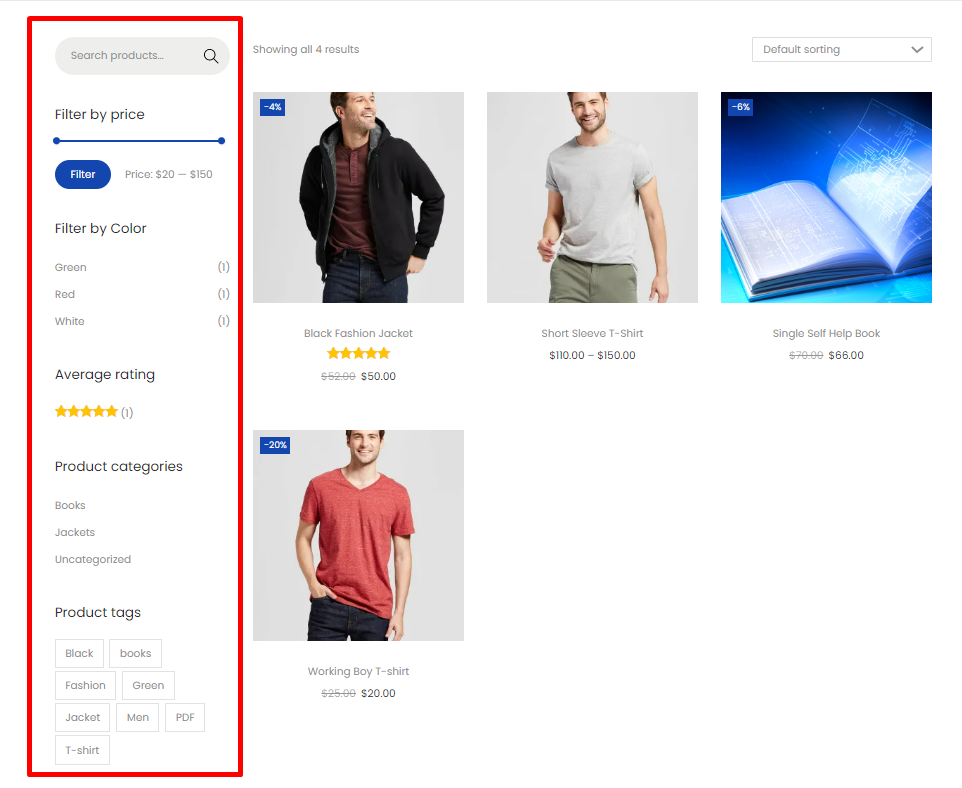 Search products…
Filter by price
Filter Price: $20 — $150
Filter by Color
Green (1)
Red (1)
White (1)
Average rating
(1)
Product categories
Books
Jackets
Uncategorized
Product tags
Black books
Fashion Green
Jacket Men PDF
T-shirt
Showing all 4 results
Default sorting
-4%
Black Fashion Jacket
$52.00 $50.00
Short Sleeve T-Shirt
$110.00 – $150.00
-6%
Single Self Help Book
$70.00 $66.00
-20%
Working Boy T-shirt
$25.00 $20.00